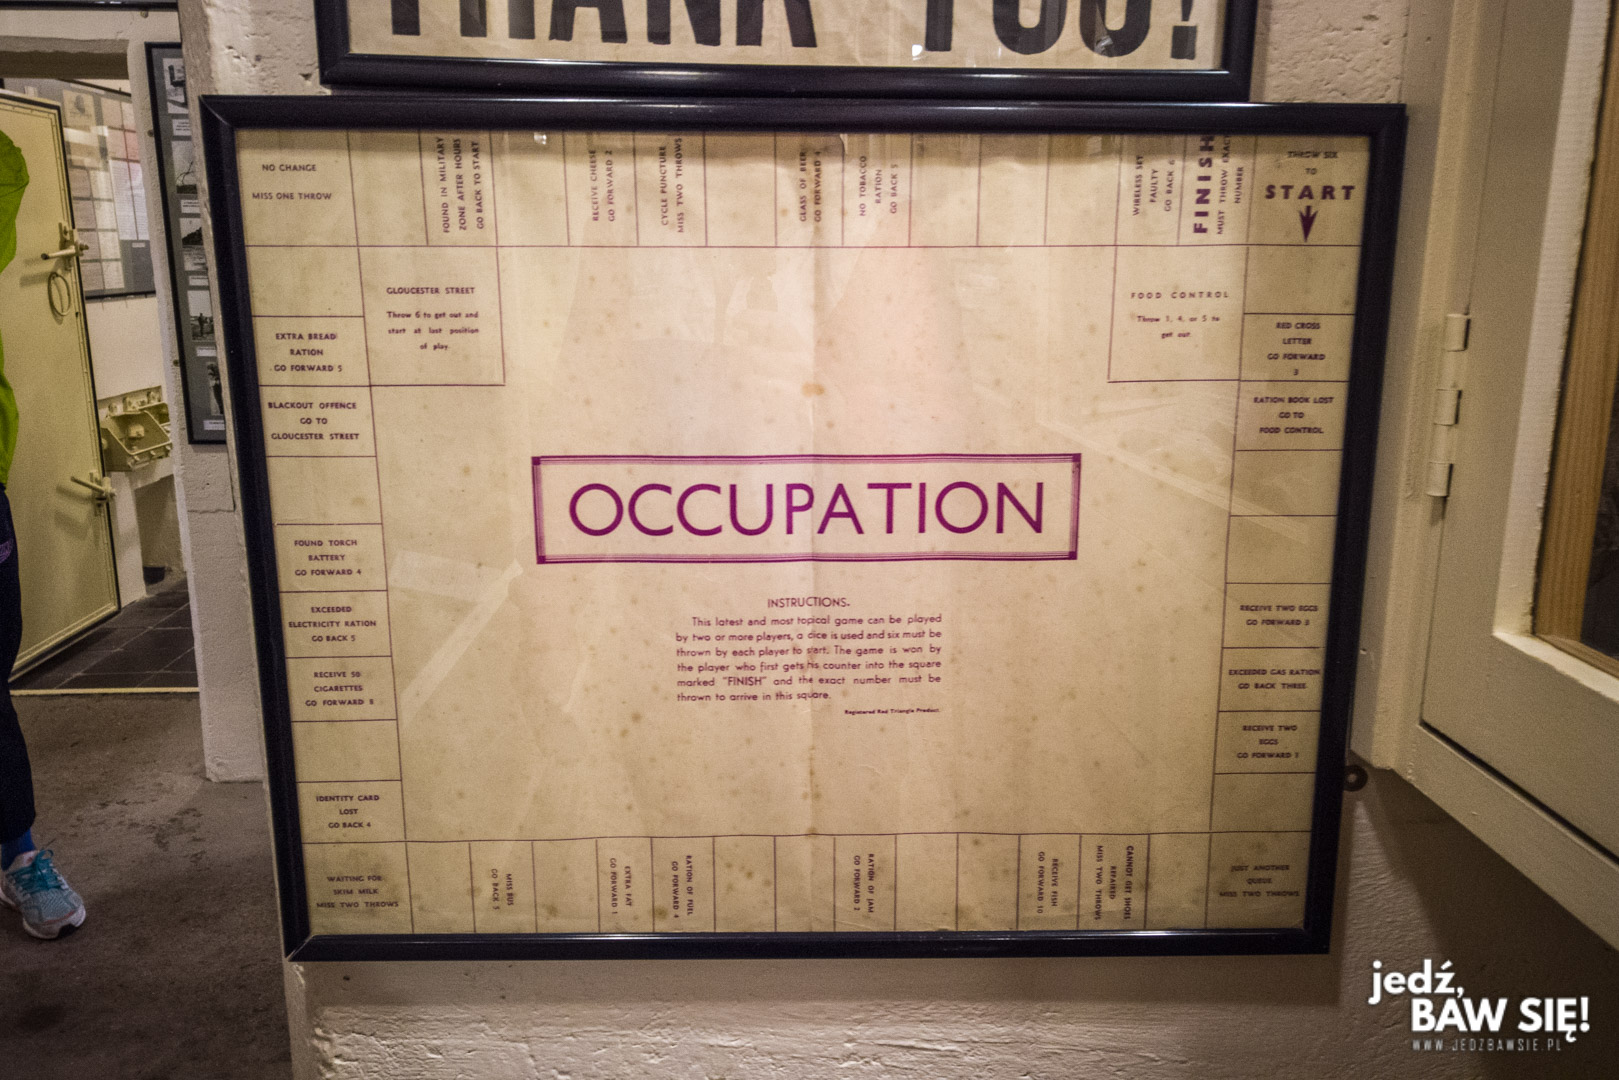 THANK YOU!
NO CHANGE
MISS ONE THROW
FOUND IN MILITARY
ZONE AFTER HOURS
GO BACK TO START
RECEIVE CHEESE
GO FORWARD 2
CYCLE PUNCTURE
MISS TWO THROWS
GLASS OF BEER
GO FORWARD 4
NO TOBACCO
RATION
GO BACK 5
WIRELESS SET
FAULTY
GO BACK 6
FINISH
MUST THROW EXACT
NUMBER
THROW SIX
TO
START
GLOUCESTER STREET
Throw 6 to get out and
start at last position
of play.
FOOD CONTROL
Throw 1, 4, or 5 to
get out.
EXTRA BREAD
RATION
GO FORWARD 5
BLACKOUT OFFENCE
GO TO
GLOUCESTER STREET
FOUND TORCH
BATTERY
GO FORWARD 4
EXCEEDED
ELECTRICITY RATION
GO BACK 5
RECEIVE 50
CIGARETTES
GO FORWARD 8
IDENTITY CARD
LOST
GO BACK 4
RED CROSS
LETTER
GO FORWARD
3
RATION BOOK LOST
GO TO
FOOD CONTROL
RECEIVE TWO EGGS
GO FORWARD
EXCEEDED GAS RATION
GO BACK THREE
RECEIVE TWO
EGGS
GO FORWARD
OCCUPATION
INSTRUCTIONS.
This latest and most topical game can be played
by two or more players, a dice is used and six must be
thrown by each player to start. The game is won by
the player who first gets his counter into the square
marked "FINISH" and the exact number must be
thrown to arrive in this square.
Registered Red Triangle Product.
WAITING FOR
SKIM MILK
MISS TWO THROWS
MISS BUS
GO BACK
EXTRA FAT
GO FORWARD 1
RATION OF FUEL
GO FORWARD 4
RATION OF JAM
GO FORWARD 2
RECEIVE FISH
GO FORWARD 10
CANNOT GET SHOES
REPAIRED
MISS TWO THROWS
JUST ANOTHER
QUEUE
MISS TWO THROWS
jedź,
BAW SIĘ!
WWW.JEDZBAWSIE.PL